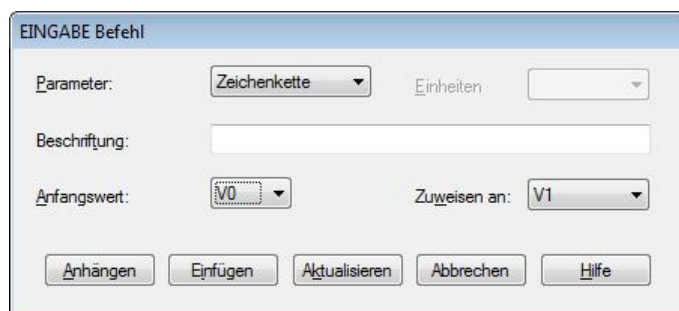 EINGABE Befehl
Parameter: Zeichenkette Einheiten
Beschriftung:
Anfangswert: V0 Zuweisen an: V1
Anhängen Einfügen Aktualisieren Abbrechen Hilfe